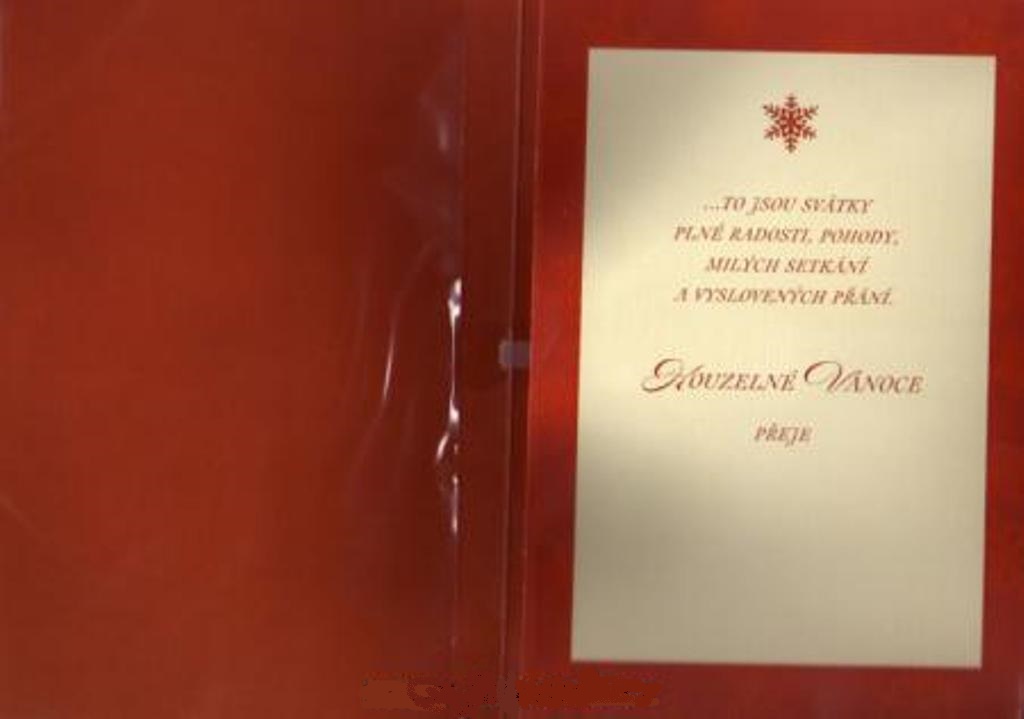 ...TO JSOU SVÁTKY
PLNÉ RADOSTI, POHODY,
MILÝCH SETKÁNÍ
A VYSLOVENÝCH PŘÁNÍ.
KOUZELNÉ VÁNOCE
PŘEJE